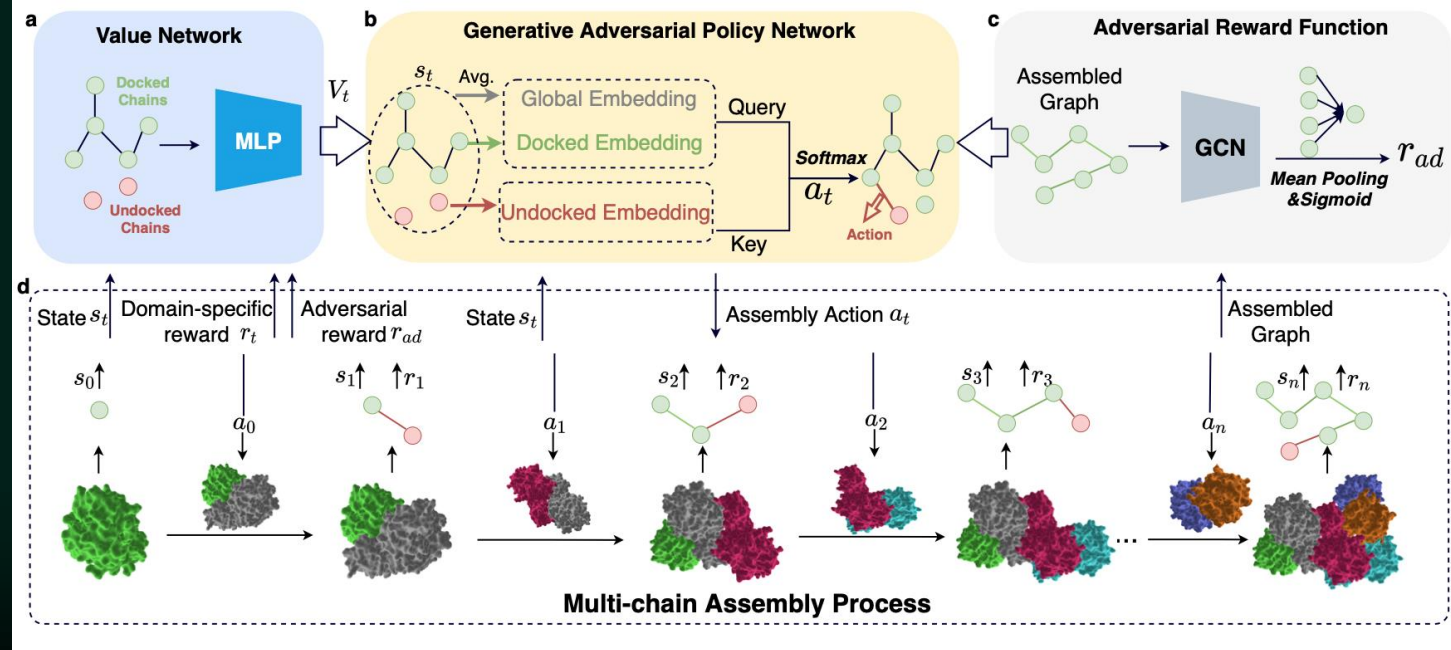 a
Value Network
Docked
Chains
MLP
Undocked
Chains
V_t
b
Generative Adversarial Policy Network
s_t
Avg.
Global Embedding
Docked Embedding
Undocked Embedding
Query
Key
Softmax
a_t
Action
c
Adversarial Reward Function
Assembled
Graph
GCN
Mean Pooling
&Sigmoid
r_ad
d
State s_t
Domain-specific
reward r_t
Adversarial
reward r_ad
State s_t
Assembly Action a_t
Assembled
Graph
s_0
a_0
s_1 r_1
a_1
s_2 r_2
a_2
s_3 r_3
...
a_n
s_n r_n
Multi-chain Assembly Process